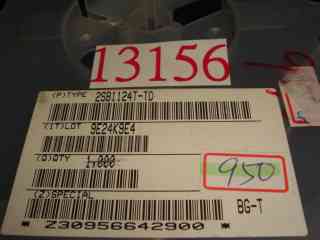 13156
(P)TYPE 2SB1124T-TD
(1T)LOT 9E24K9E4
(Q)QTY 1,000
950
(Z)SPECIAL
BG-T
Z30956642900